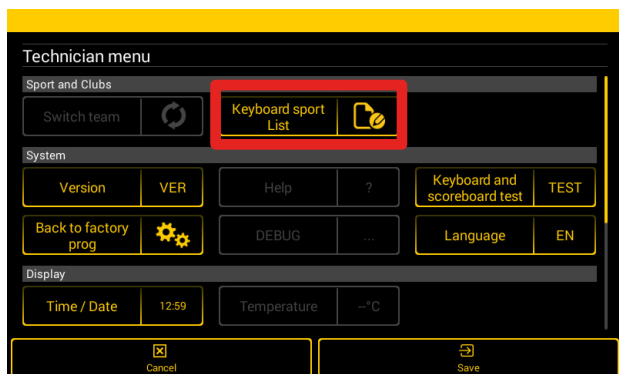 Technician menu
Sport and Clubs
Switch team
Keyboard sport
List
System
Version VER
Help ?
Keyboard and
scoreboard test TEST
Back to factory
prog
DEBUG ...
Language EN
Display
Time / Date 12:59
Temperature --°C
Cancel
Save